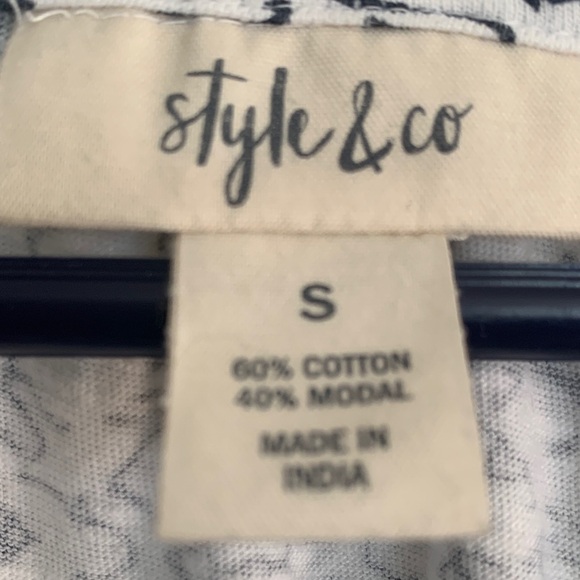 style & co
S
60% COTTON
40% MODAL
MADE IN
INDIA